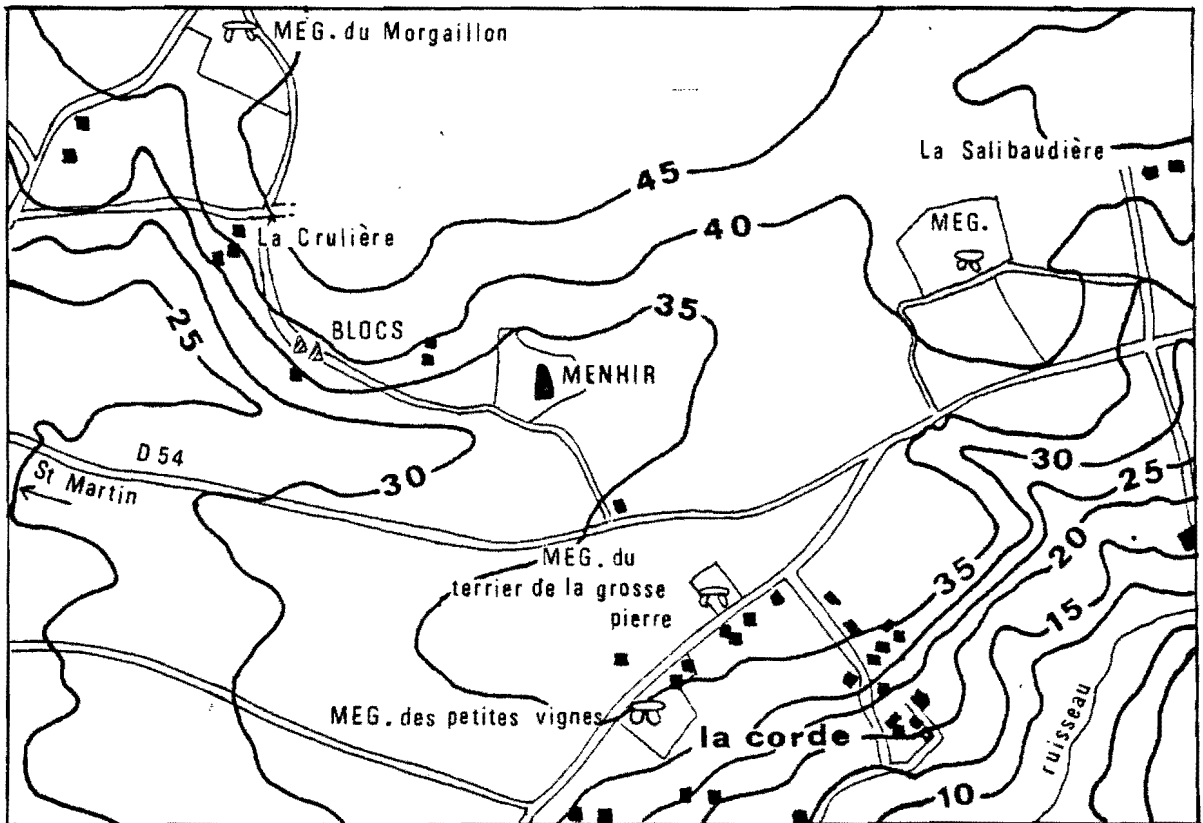 MEG. du Morgaillon
45
La Salibaudière
40
MEG.
La Crulière
25
BLOCS
35
MENHIR
D 54
30
St Martin
30
25
20
MEG. du
terrier de la grosse
pierre
35
15
MEG. des petites vignes
la corde
ruisseau
10